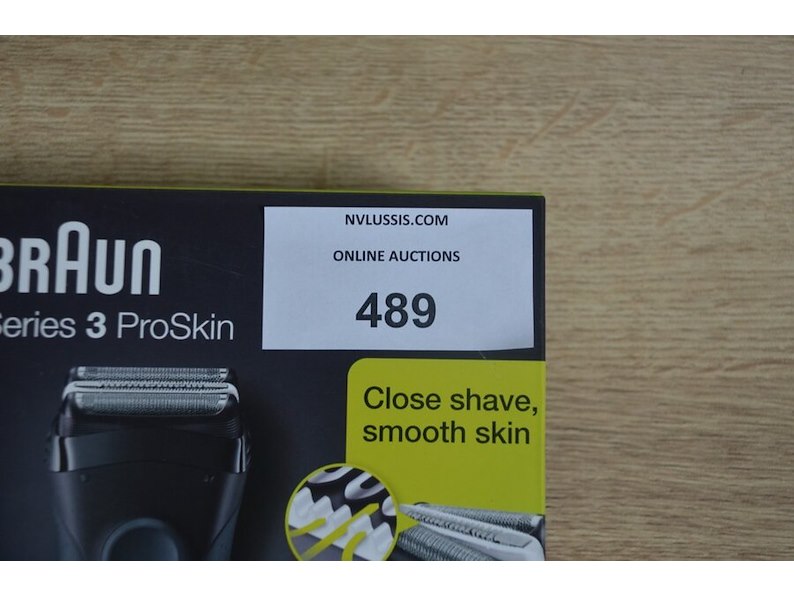 NVLUSSIS.COM
ONLINE AUCTIONS
489
BRAUN
Series 3 ProSkin
Close shave,
smooth skin